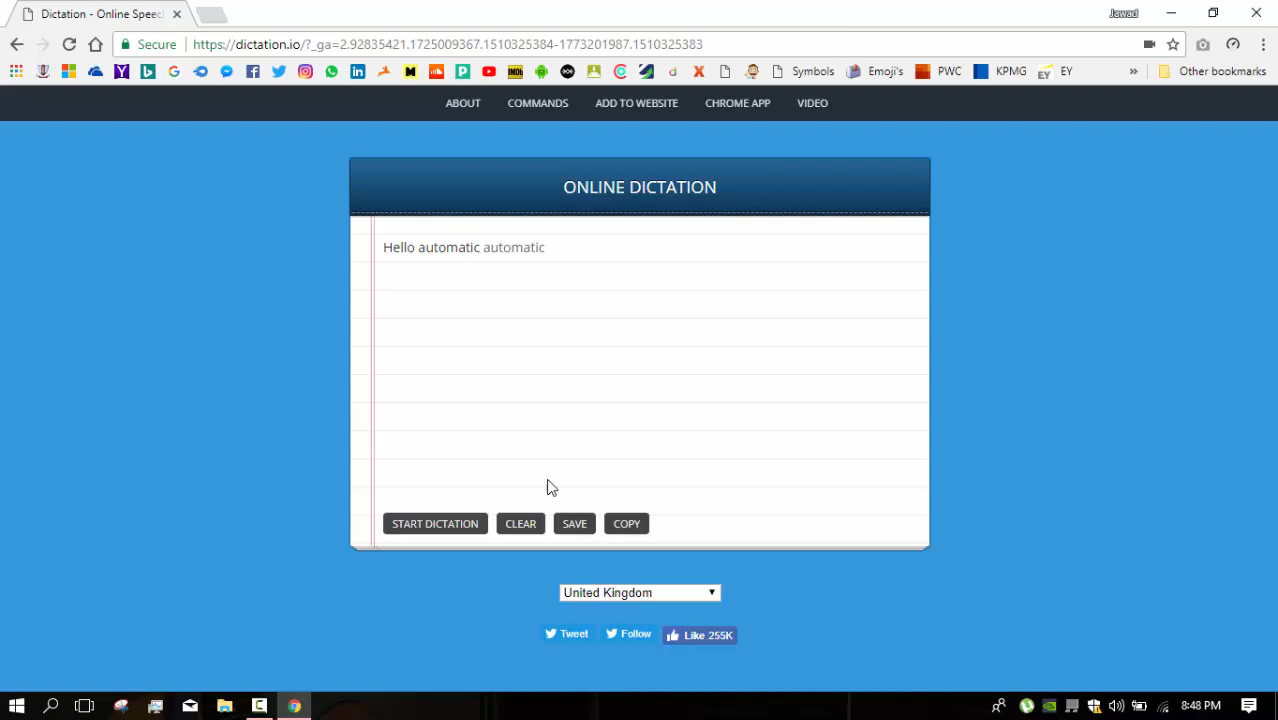 Dictation - Online Speec
Jawad
Secure https://dictation.io/?_ga=2.92835421.1725009367.1510325384-1773201987.1510325383
Symbols Emoji's PWC KPMG EY EY » Other bookmarks
ABOUT COMMANDS ADD TO WEBSITE CHROME APP VIDEO
ONLINE DICTATION
Hello automatic automatic
START DICTATION CLEAR SAVE COPY
United Kingdom
Tweet Follow Like 255K
8:48 PM